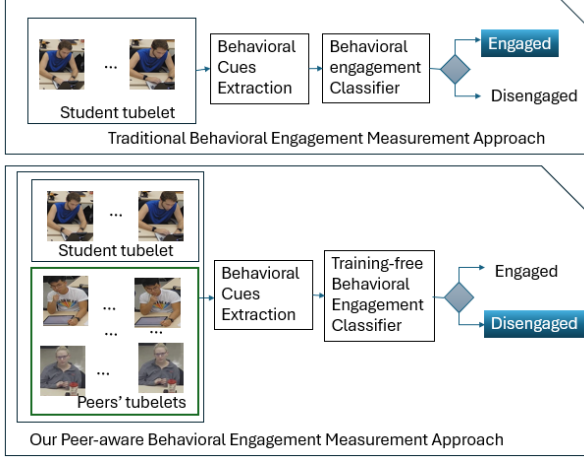 ...
Student tubelet
Behavioral
Cues
Extraction
Behavioral
engagement
Classifier
Engaged
Disengaged
Traditional Behavioral Engagement Measurement Approach
...
Student tubelet
...
... ...
...
Peers' tubelets
Behavioral
Cues
Extraction
Training-free
Behavioral
Engagement
Classifier
Engaged
Disengaged
Our Peer-aware Behavioral Engagement Measurement Approach